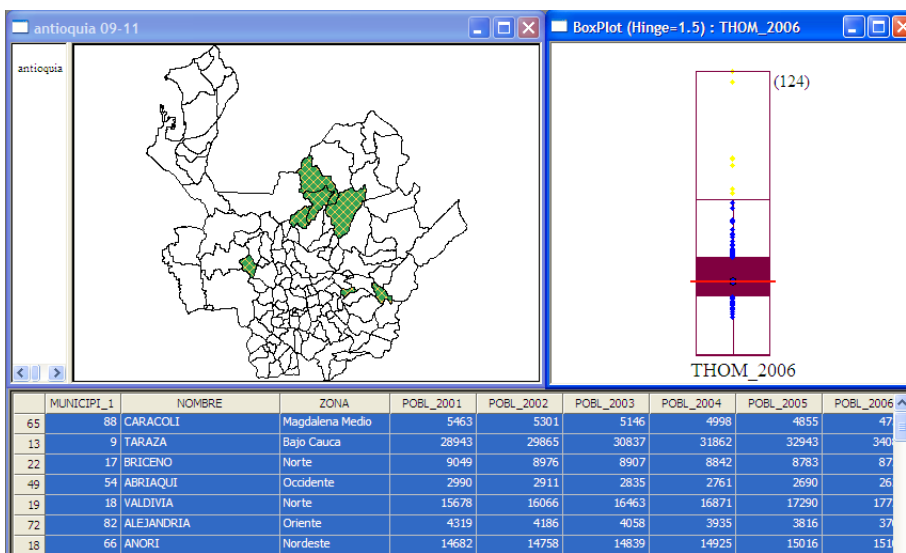 antioquia 09-11
antioquia
BoxPlot (Hinge=1.5) : THOM_2006
(124)
THOM_2006
MUNICIPI_1 NOMBRE ZONA POBL_2001 POBL_2002 POBL_2003 POBL_2004 POBL_2005 POBL_2006
65 88 CARACOLI Magdalena Medio 5463 5301 5146 4998 4855
13 9 TARAZA Bajo Cauca 28943 29865 30837 31862 32943
22 17 BRICENO Norte 9049 8976 8907 8842 8783
49 54 ABRIAQUI Occidente 2990 2911 2835 2761 2690
19 18 VALDIVIA Norte 15678 16066 16463 16871 17290
72 82 ALEJANDRIA Oriente 4319 4186 4058 3935 3816
18 66 ANORI Nordeste 14682 14758 14839 14925 15016